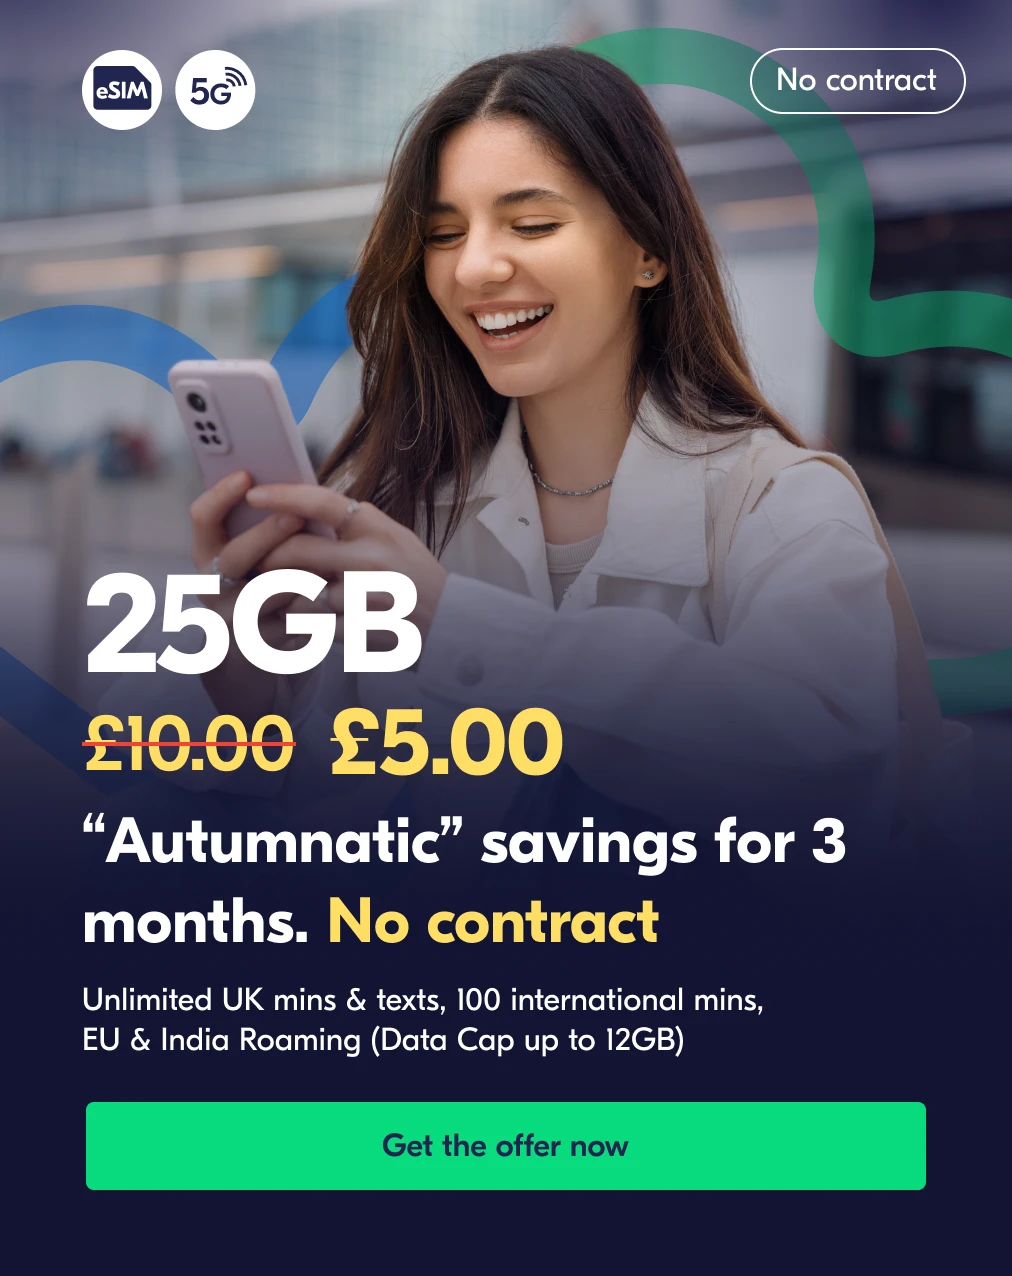 eSIM
5G
No contract
25GB
£10.00 £5.00
“Autumnatic” savings for 3
months. No contract
Unlimited UK mins & texts, 100 international mins,
EU & India Roaming (Data Cap up to 12GB)
Get the offer now